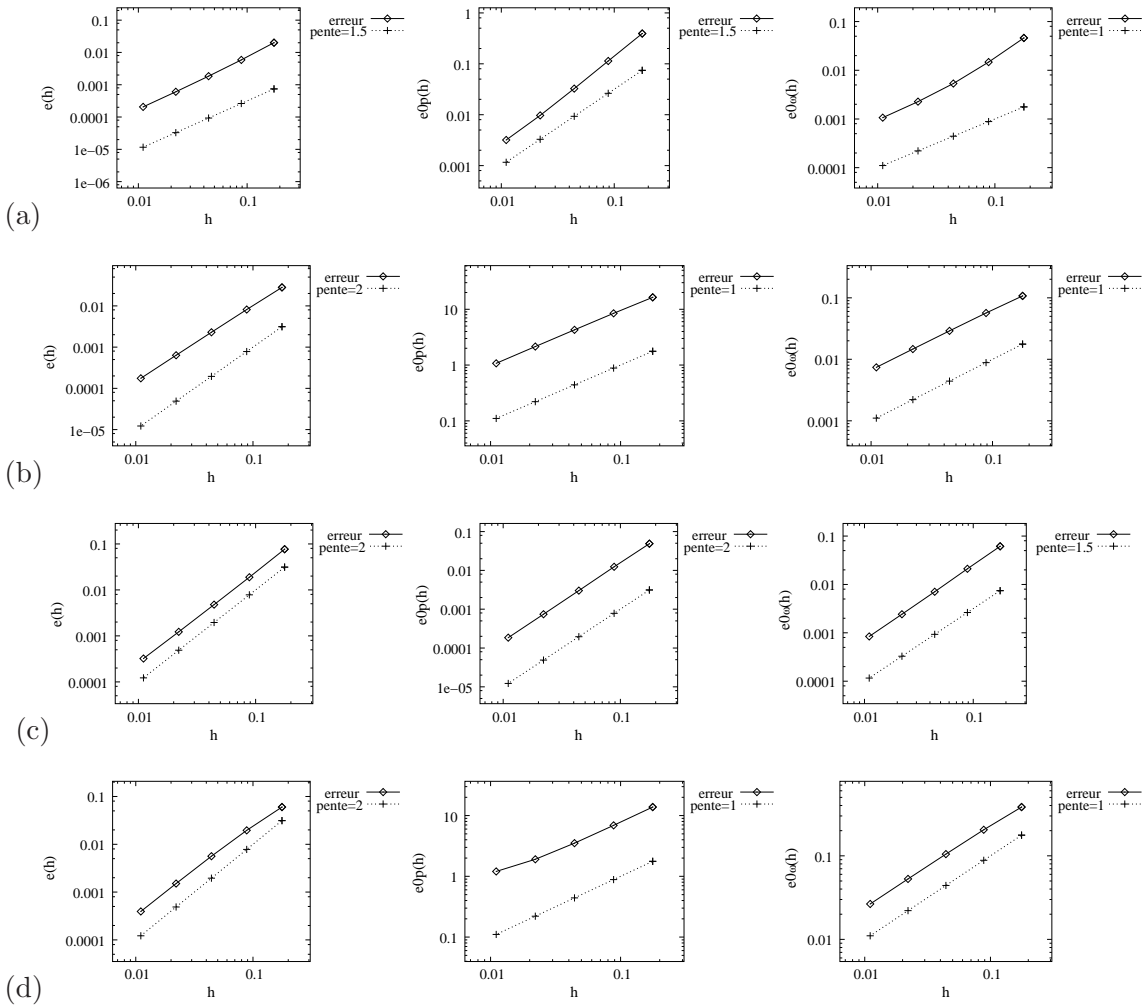 0.1
0.01
0.001
0.0001
1e−05
1e−06
0.01
0.1
e(h)
h
erreur
pente=1.5
1
0.1
0.01
0.001
0.01
0.1
e0p(h)
h
erreur
pente=1.5
0.1
0.01
0.001
0.0001
0.01
0.1
e0ω(h)
h
erreur
pente=1
(a)
0.01
0.001
0.0001
1e−05
0.01
0.1
e(h)
h
erreur
pente=2
10
1
0.1
0.01
0.1
e0p(h)
h
erreur
pente=1
0.1
0.01
0.001
0.01
0.1
e0ω(h)
h
erreur
pente=1
(b)
0.1
0.01
0.001
0.0001
0.01
0.1
e(h)
h
erreur
pente=2
0.1
0.01
0.001
0.0001
1e−05
0.01
0.1
e0p(h)
h
erreur
pente=2
0.1
0.01
0.001
0.0001
0.01
0.1
e0ω(h)
h
erreur
pente=1.5
(c)
0.1
0.01
0.001
0.0001
0.01
0.1
e(h)
h
erreur
pente=2
10
1
0.1
0.01
0.1
e0p(h)
h
erreur
pente=1
0.1
0.01
0.01
0.1
e0ω(h)
h
erreur
pente=1
(d)